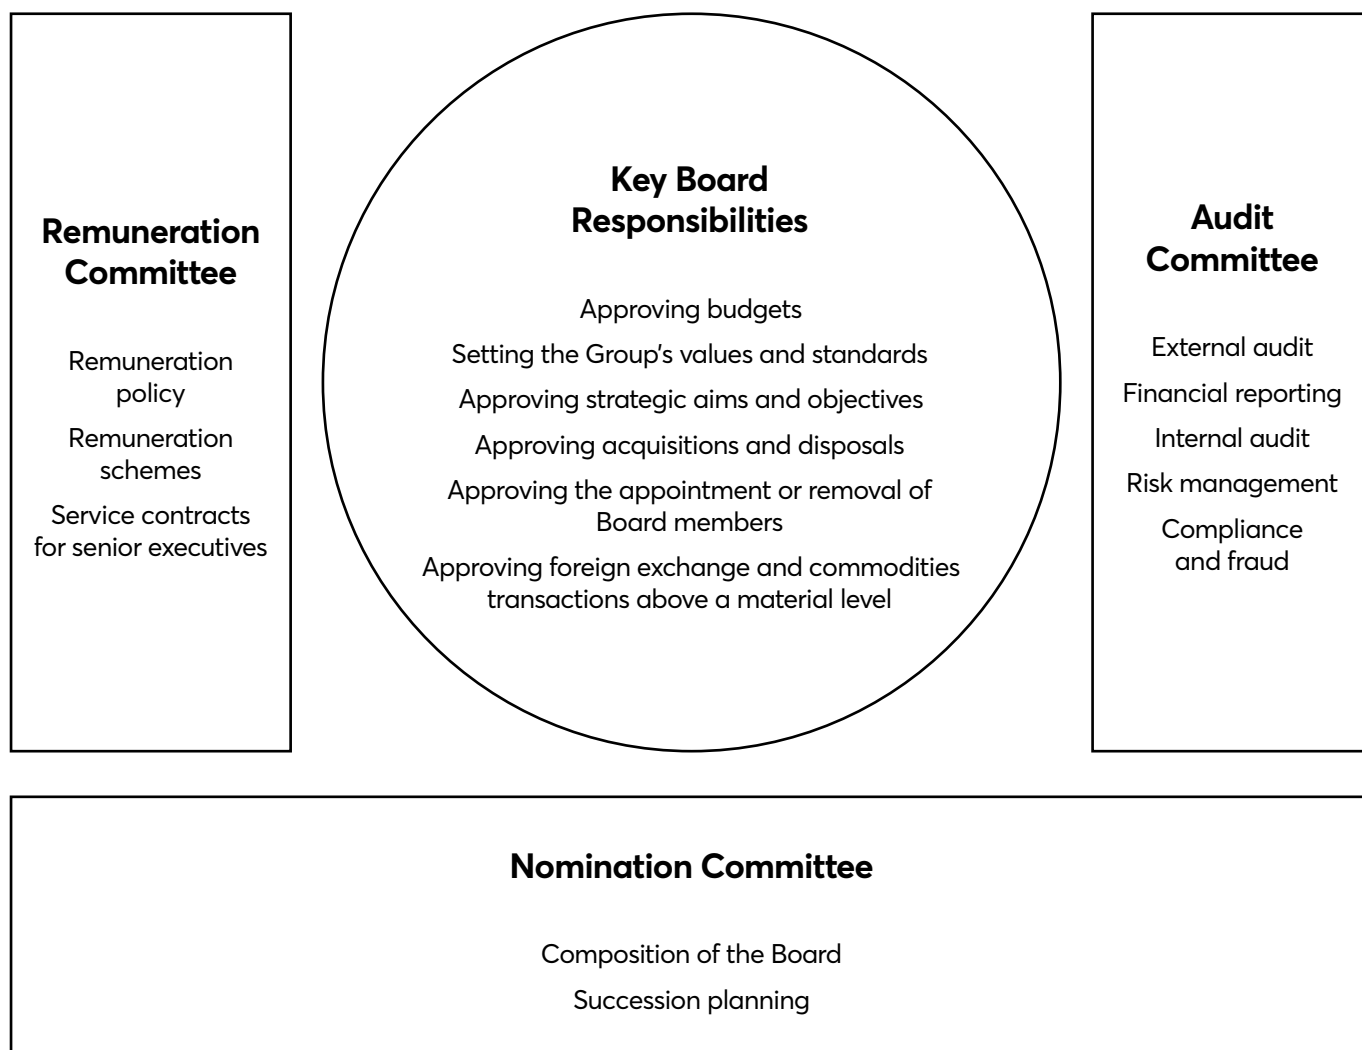 Remuneration
Committee
Remuneration
policy
Remuneration
schemes
Service contracts
for senior executives
Key Board
Responsibilities
Approving budgets
Setting the Group’s values and standards
Approving strategic aims and objectives
Approving acquisitions and disposals
Approving the appointment or removal of
Board members
Approving foreign exchange and commodities
transactions above a material level
Audit
Committee
External audit
Financial reporting
Internal audit
Risk management
Compliance
and fraud
Nomination Committee
Composition of the Board
Succession planning